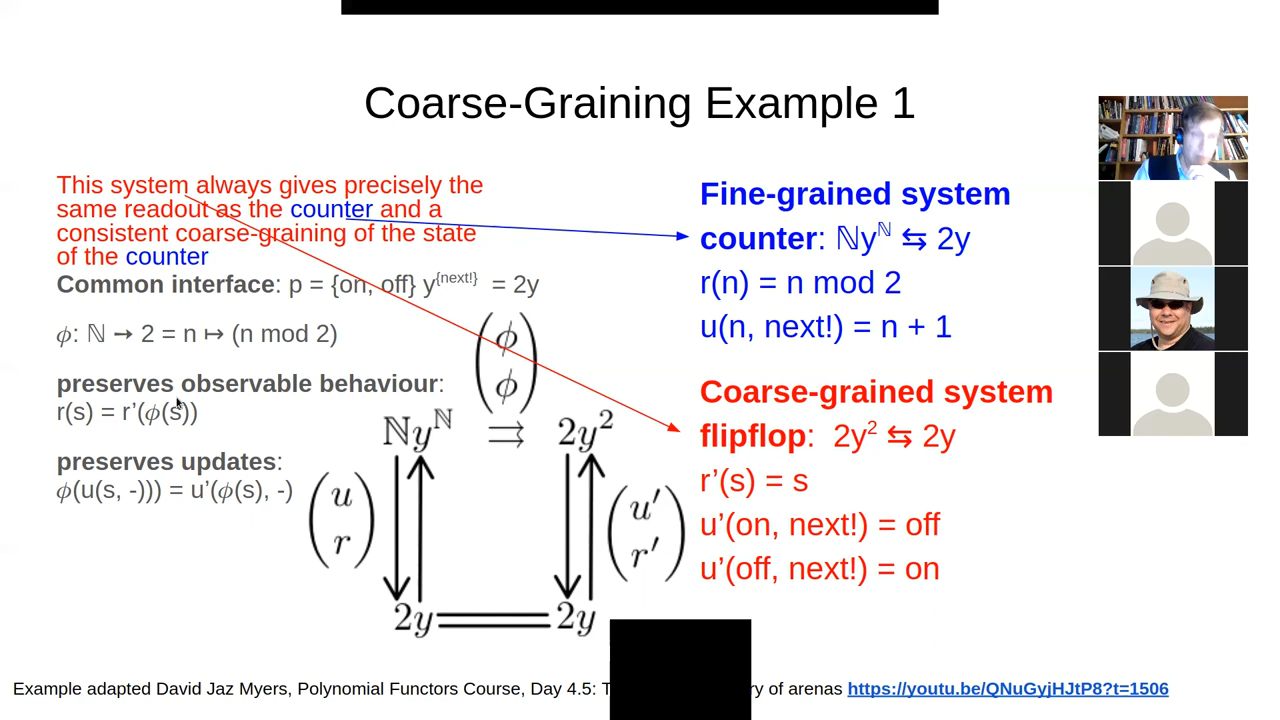 Coarse-Graining Example 1
This system always gives precisely the
same readout as the counter and a
consistent coarse-graining of the state
of the counter
Common interface: p = {on, off} y^{next!} = 2y
𝜙: ℕ → 2 = n ↦ (n mod 2)
preserves observable behaviour:
r(s) = r’(𝜙(s))
preserves updates:
𝜙(u(s, -))) = u’(𝜙(s), -)
ϕ
ϕ
ℕy^ℕ ⇉ 2y²
u
r
u′
r′
2y 2y
Fine-grained system
counter: ℕy^ℕ ⇆ 2y
r(n) = n mod 2
u(n, next!) = n + 1
Coarse-grained system
flipflop: 2y² ⇆ 2y
r’(s) = s
u’(on, next!) = off
u’(off, next!) = on
Example adapted David Jaz Myers, Polynomial Functors Course, Day 4.5: of arenas https://youtu.be/QNuGyjHJtP8?t=1506